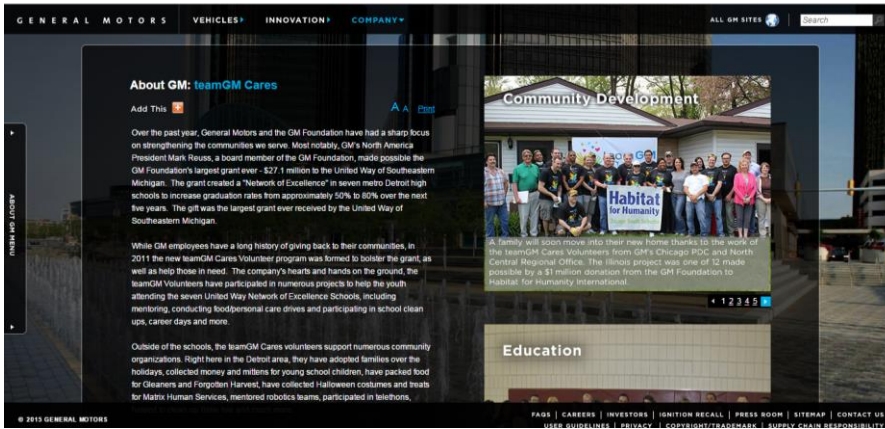 GENERAL MOTORS VEHICLES INNOVATION COMPANY ALL GM SITES Search
About GM: teamGM Cares
Add This A A Print
Over the past year, General Motors and the GM Foundation have had a sharp focus
on strengthening the communities we serve. Most notably, GM's North America
President Mark Reuss, a board member of the GM Foundation, made possible the
GM Foundation's largest grant ever - $27.1 million to the United Way of Southeastern
Michigan. The grant created a "Network of Excellence" in seven metro Detroit high
schools to increase graduation rates from approximately 50% to 80% over the next
five years. The gift was the largest grant ever received by the United Way of
Southeastern Michigan.
While GM employees have a long history of giving back to their communities, in
2011 the new teamGM Cares Volunteer program was formed to bolster the grant, as
well as help those in need. The company's hearts and hands on the ground, the
teamGM Volunteers have participated in numerous projects to help the youth
attending the seven United Way Network of Excellence Schools, including
mentoring, conducting food/personal care drives and participating in school clean
ups, career days and more.
Outside of the schools, the teamGM Cares volunteers support numerous community
organizations. Right here in the Detroit area, they have adopted families over the
holidays, collected money and mittens for young school children, have packed food
for Gleaners and Forgotten Harvest, have collected Halloween costumes and treats
for Matrix Human Services, mentored robotics teams, participated in telethons,
Community Development
Habitat
for Humanity
A family will soon move into their new home thanks to the work of
the teamGM Cares Volunteers from GM's Chicago PDC and North
Central Regional Office. The Illinois project was one of 12 made
possible by a $1 million donation from the GM Foundation to
Habitat for Humanity International.
1 2 3 4 5
Education
ABOUT GM MENU
© 2015 GENERAL MOTORS
FAQS | CAREERS | INVESTORS | IGNITION RECALL | PRESS ROOM | SITEMAP | CONTACT US
USER GUIDELINES | PRIVACY | COPYRIGHT/TRADEMARK | SUPPLY CHAIN RESPONSIBILITY